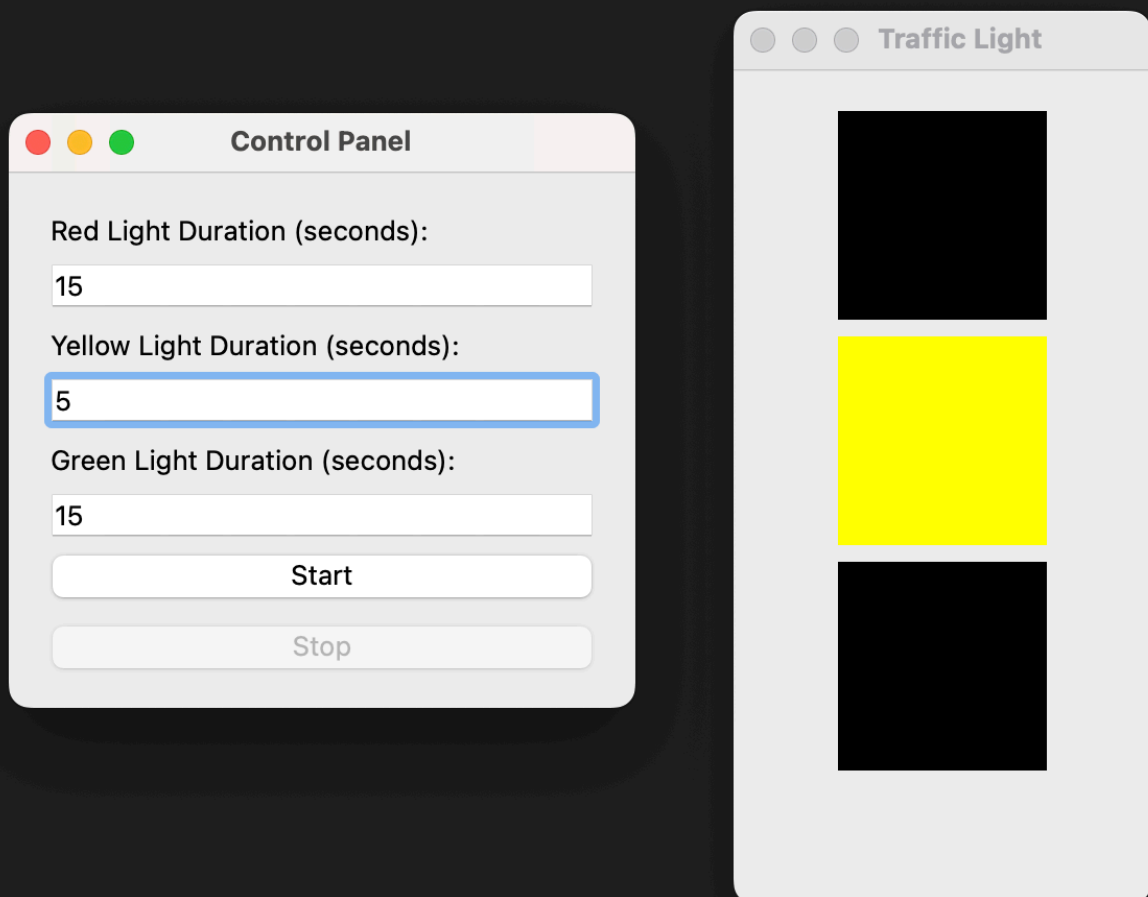 Control Panel
Red Light Duration (seconds):
15
Yellow Light Duration (seconds):
5
Green Light Duration (seconds):
15
Start
Stop
Traffic Light